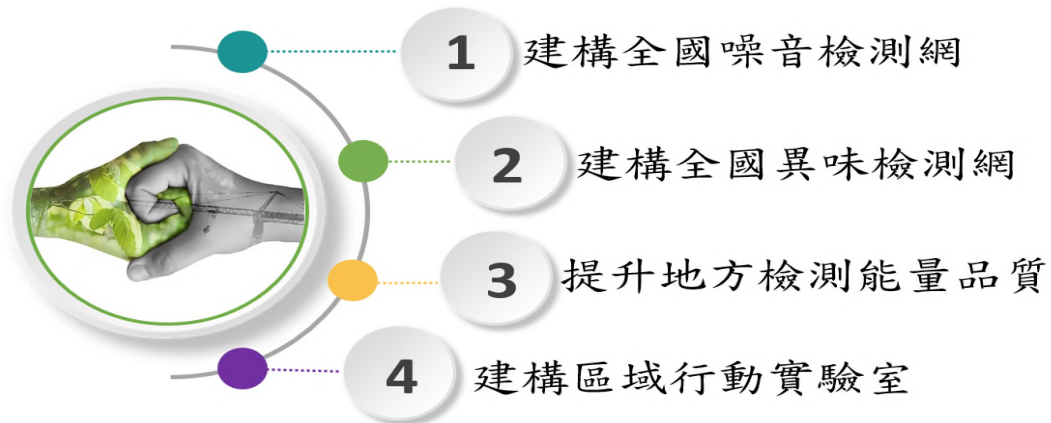 1 建構全國噪音檢測網
2 建構全國異味檢測網
3 提升地方檢測能量品質
4 建構區域行動實驗室